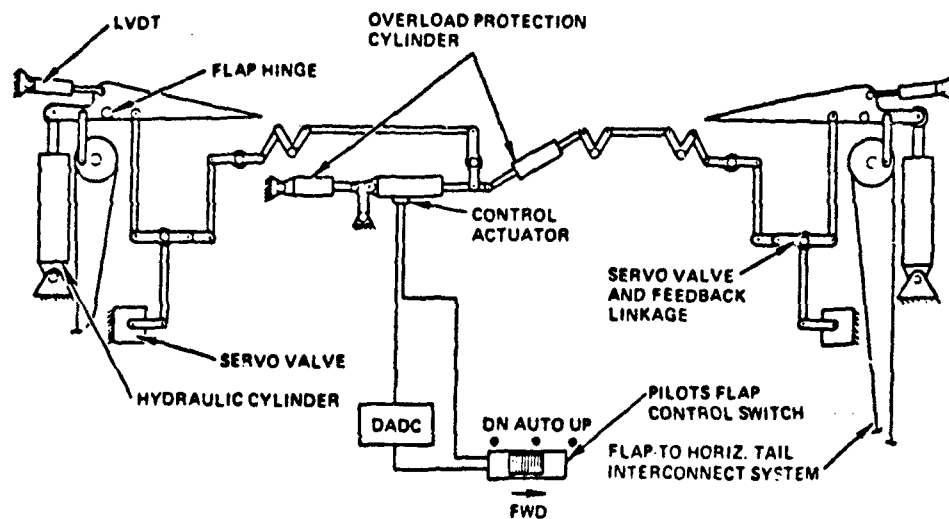 LVDT
OVERLOAD PROTECTION
CYLINDER
FLAP HINGE
CONTROL
ACTUATOR
SERVO VALVE
AND FEEDBACK
LINKAGE
SERVO VALVE
HYDRAULIC CYLINDER
DADC
DN AUTO UP
PILOTS FLAP
CONTROL SWITCH
FLAP-TO HORIZ. TAIL
INTERCONNECT SYSTEM
FWD